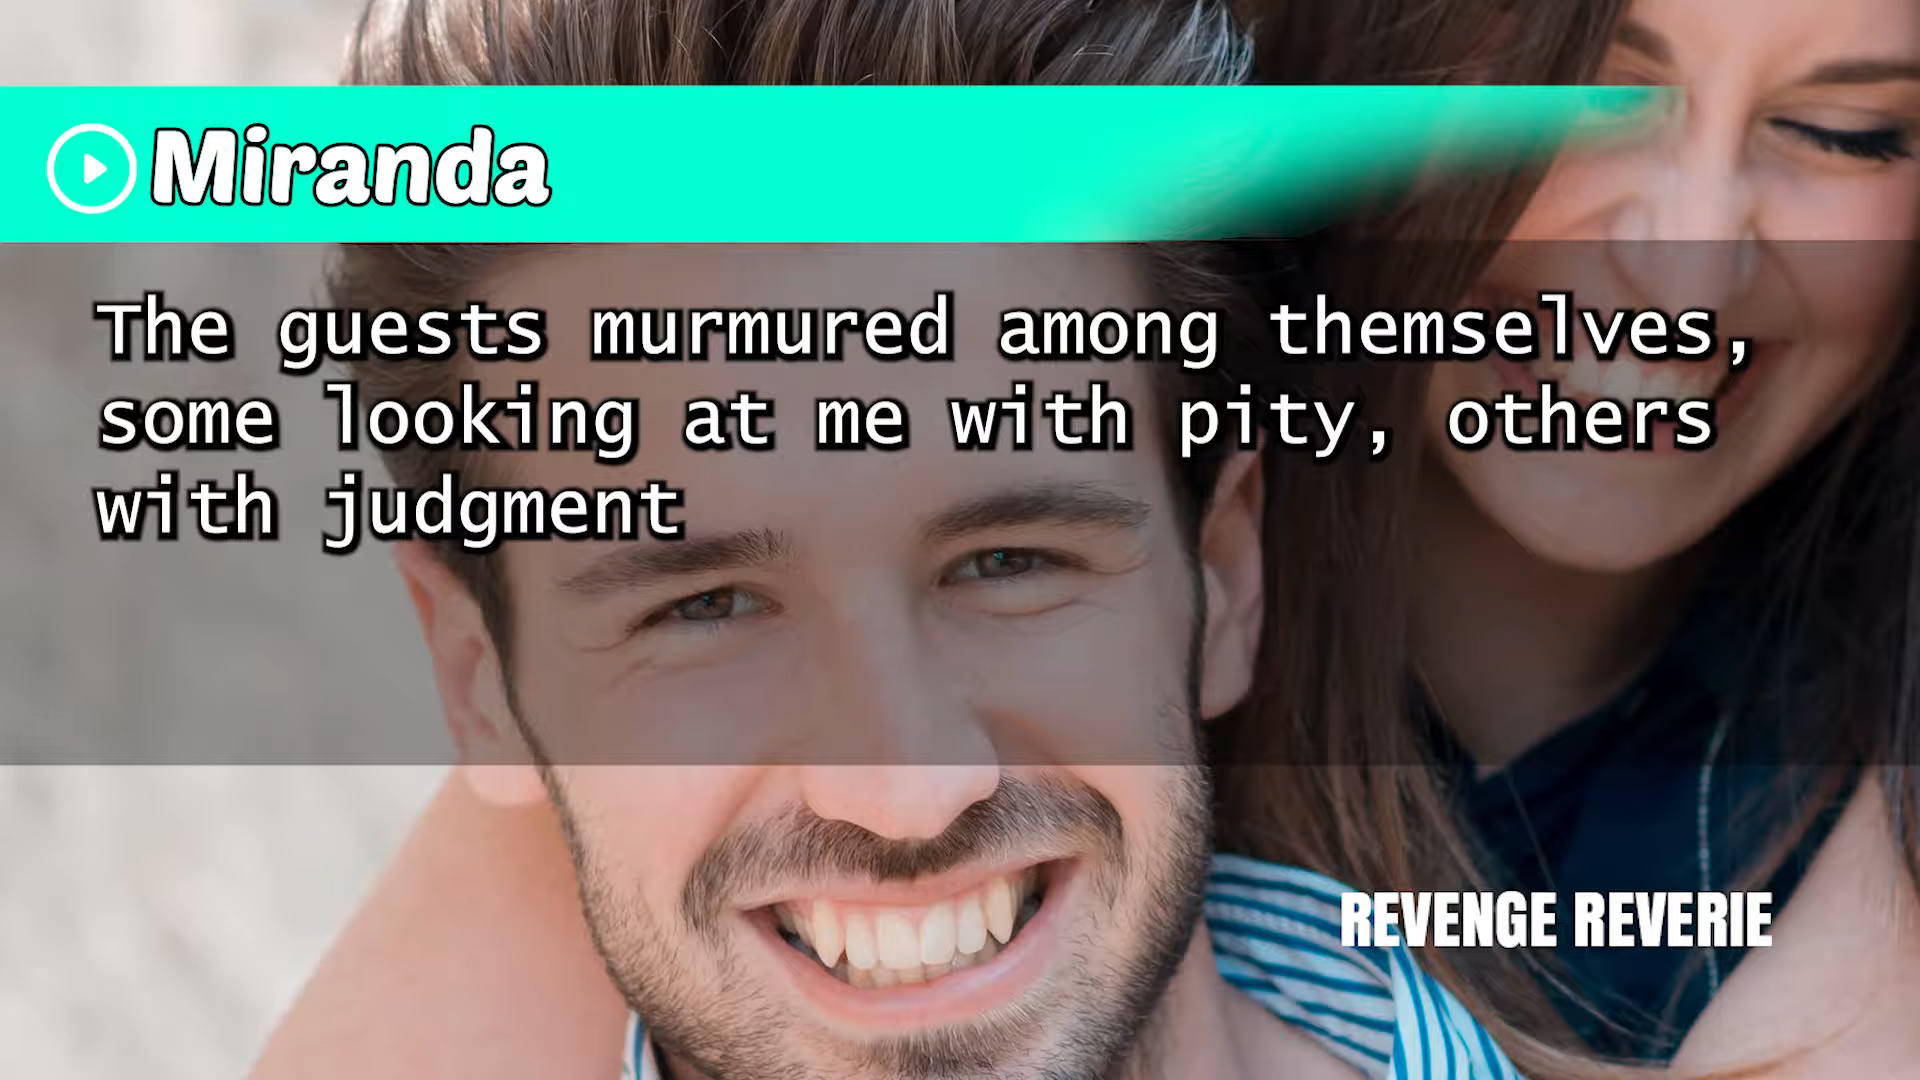 Miranda
The guests murmured among themselves,
some looking at me with pity, others
with judgment
REVENGE REVERIE